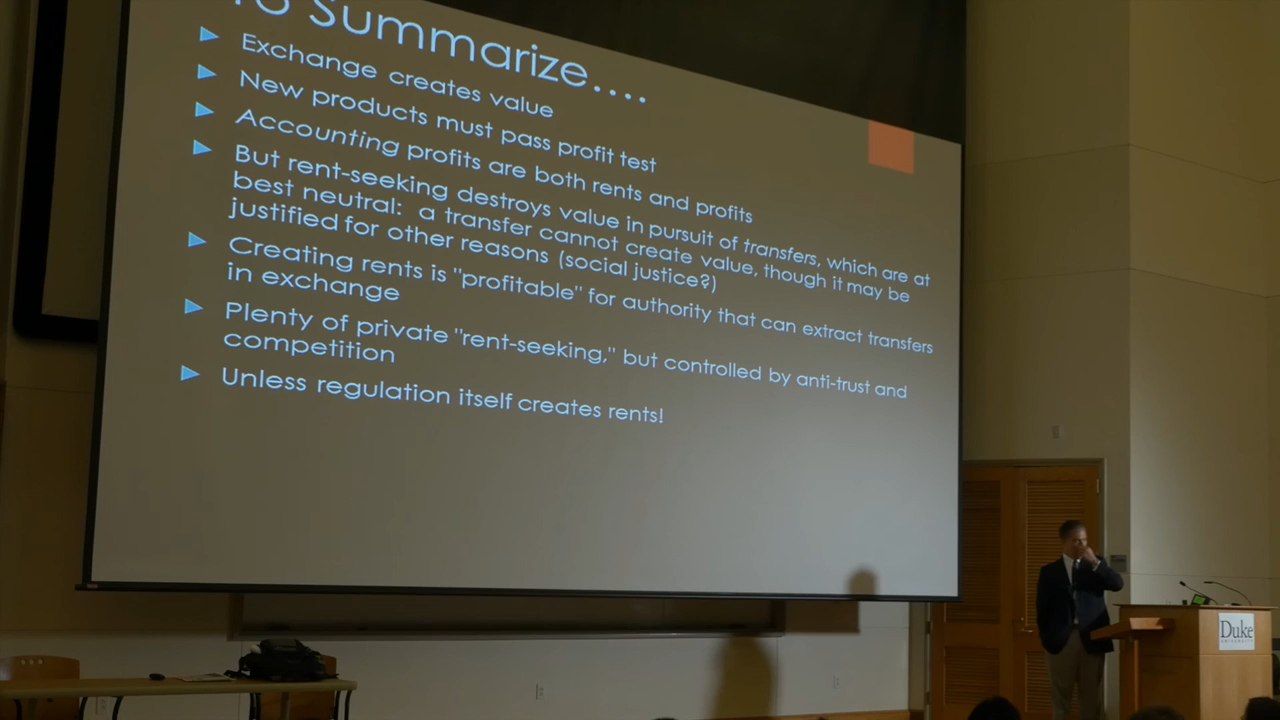 To Summarize....
Exchange creates value
New products must pass profit test
Accounting profits are both rents and profits
But rent-seeking destroys value in pursuit of transfers, which are at
best neutral: a transfer cannot create value, though it may be
justified for other reasons (social justice?)
Creating rents is "profitable" for authority that can extract transfers
in exchange
Plenty of private "rent-seeking," but controlled by anti-trust and
competition
Unless regulation itself creates rents!
Duke
UNIVERSITY